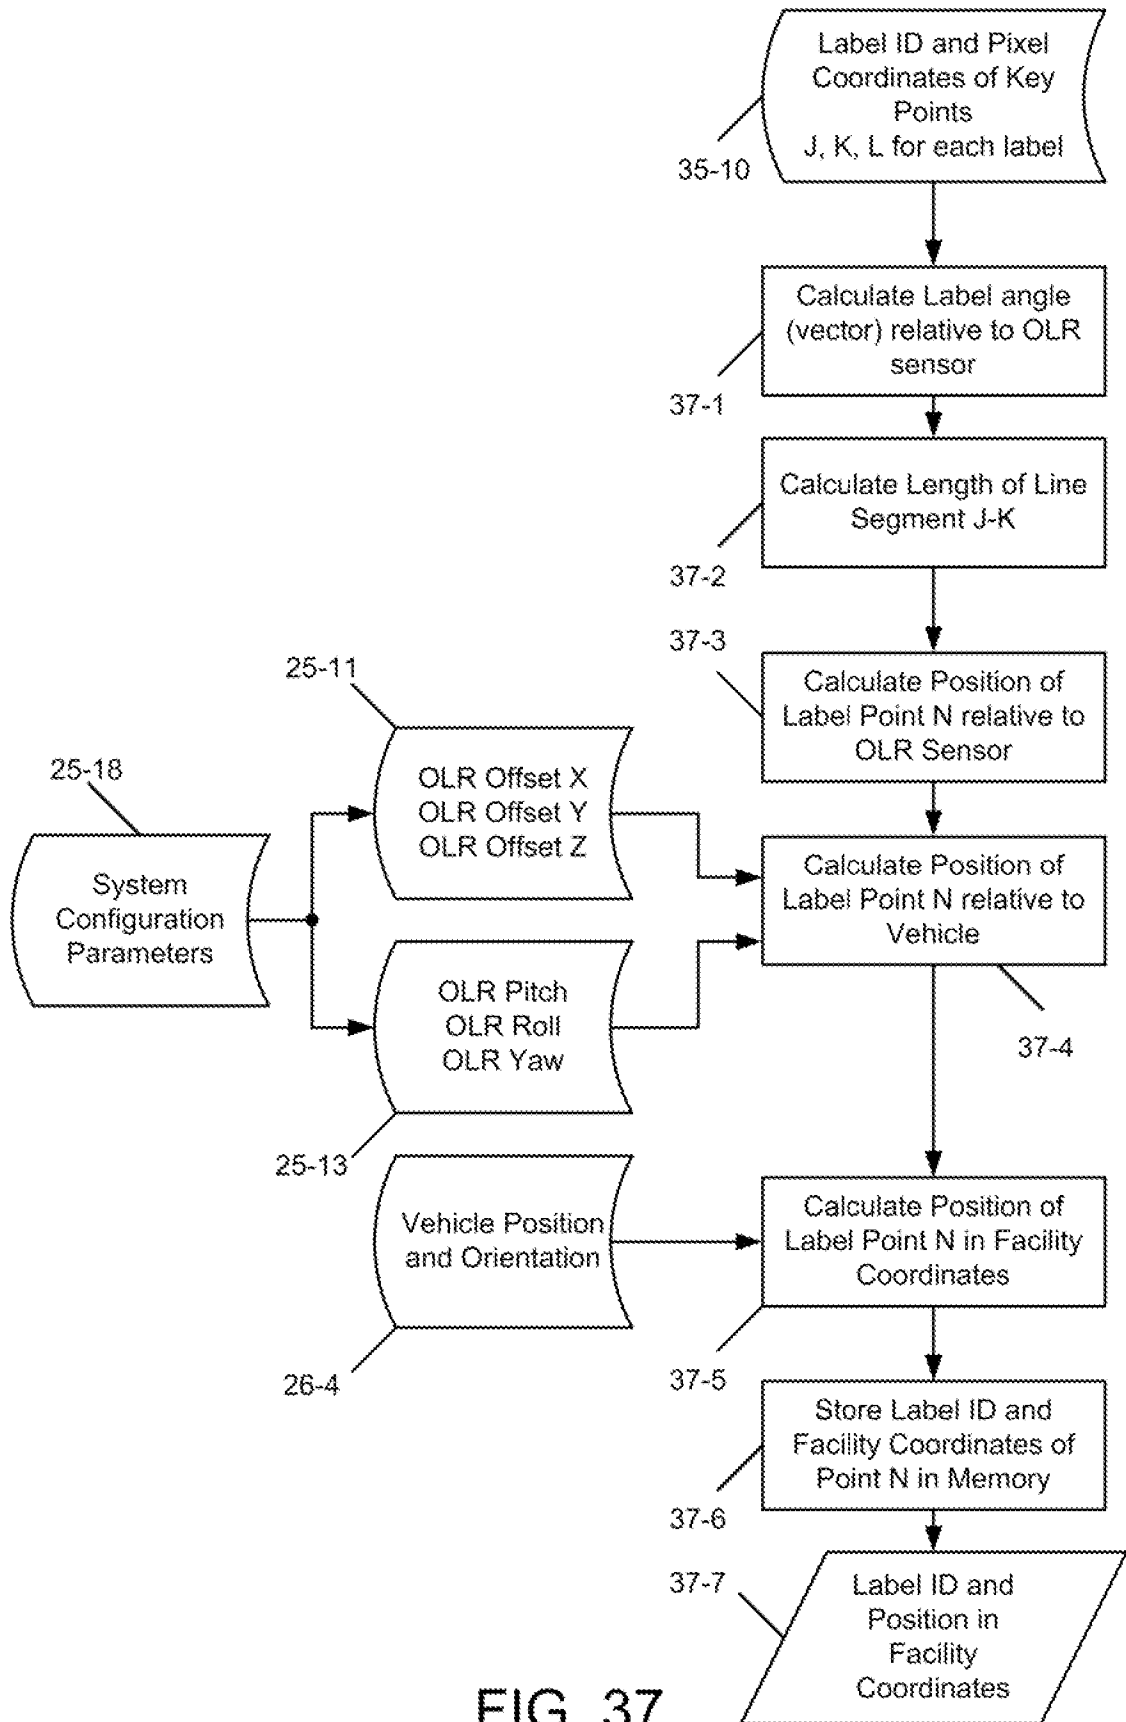 Label ID and Pixel
Coordinates of Key
Points
J, K, L for each label
35-10
Calculate Label angle
(vector) relative to OLR
sensor
37-1
Calculate Length of Line
Segment J-K
37-2
37-3
Calculate Position of
Label Point N relative to
OLR Sensor
25-11
OLR Offset X
OLR Offset Y
OLR Offset Z
25-18
System
Configuration
Parameters
Calculate Position of
Label Point N relative to
Vehicle
37-4
OLR Pitch
OLR Roll
OLR Yaw
25-13
Vehicle Position
and Orientation
26-4
Calculate Position of
Label Point N in Facility
Coordinates
37-5
Store Label ID and
Facility Coordinates of
Point N in Memory
37-6
37-7
Label ID and
Position in
Facility
Coordinates
FIG. 37